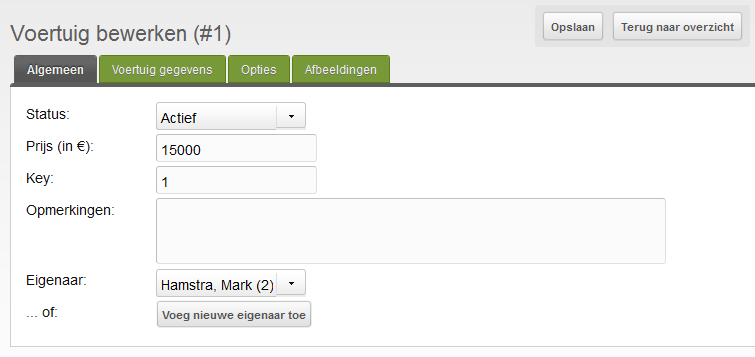 Voertuig bewerken (#1)
Opslaan
Terug naar overzicht
Algemeen
Voertuig gegevens
Opties
Afbeeldingen
Status:
Actief
Prijs (in €):
15000
Key:
1
Opmerkingen:
Eigenaar:
Hamstra, Mark (2)
... of:
Voeg nieuwe eigenaar toe